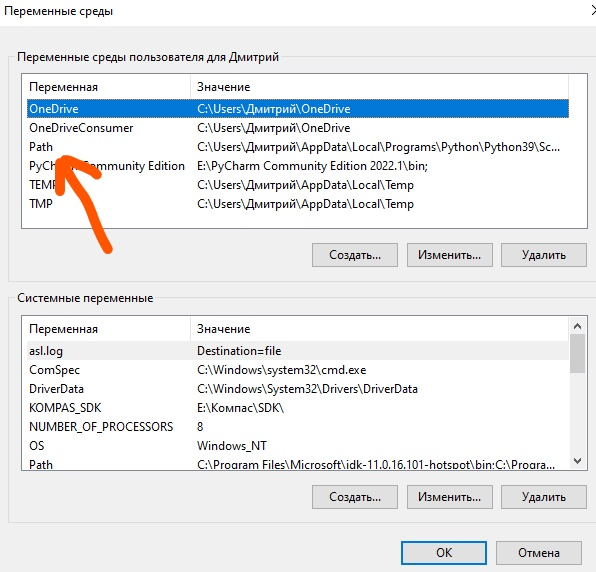 Переменные среды
Переменные среды пользователя для Дмитрий
Переменная Значение
OneDrive C:\Users\Дмитрий\OneDrive
OneDriveConsumer C:\Users\Дмитрий\OneDrive
Path C:\Users\Дмитрий\AppData\Local\Programs\Python\Python39\Sc...
PyCharm Community Edition E:\PyCharm Community Edition 2022.1\bin;
TEMP C:\Users\Дмитрий\AppData\Local\Temp
TMP C:\Users\Дмитрий\AppData\Local\Temp
Создать... Изменить... Удалить
Системные переменные
Переменная Значение
asl.log Destination=file
ComSpec C:\Windows\system32\cmd.exe
DriverData C:\Windows\System32\Drivers\DriverData
KOMPAS_SDK E:\Компас\SDK\
NUMBER_OF_PROCESSORS 8
OS Windows_NT
Path C:\Program Files\Microsoft\jdk-11.0.16.101-hotspot\bin;C:\Progra...
Создать... Изменить... Удалить
ОК Отмена